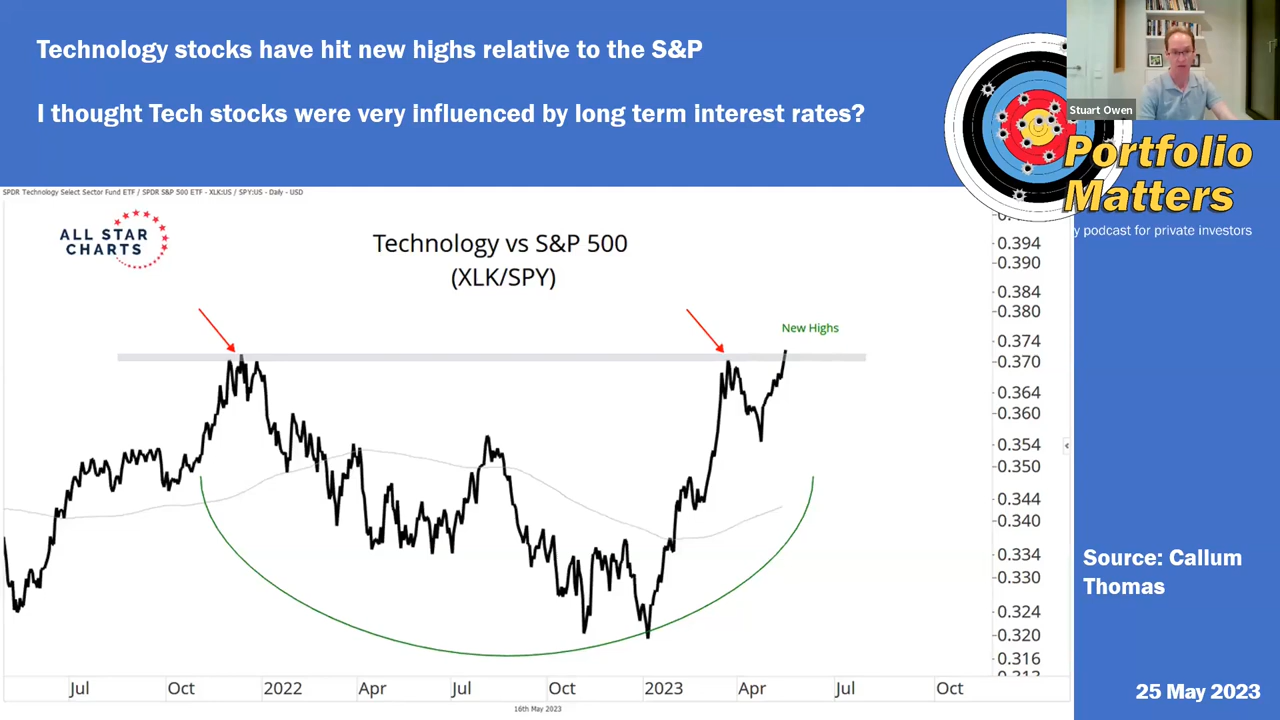 Technology stocks have hit new highs relative to the S&P
I thought Tech stocks were very influenced by long term interest rates?
Stuart Owen
Portfolio
Matters
y podcast for private investors
SPDR Technology Select Sector Fund ETF / SPDR S&P 500 ETF - XLK:US / SPY:US - Daily - USD
ALL STAR
CHARTS
Technology vs S&P 500
(XLK/SPY)
New Highs
0.394
0.390
0.384
0.380
0.374
0.370
0.364
0.360
0.354
0.350
0.344
0.340
0.334
0.330
0.324
0.320
0.316
Jul
Oct
2022
Apr
Jul
Oct
2023
Apr
Jul
Oct
16th May 2023
Source: Callum
Thomas
25 May 2023